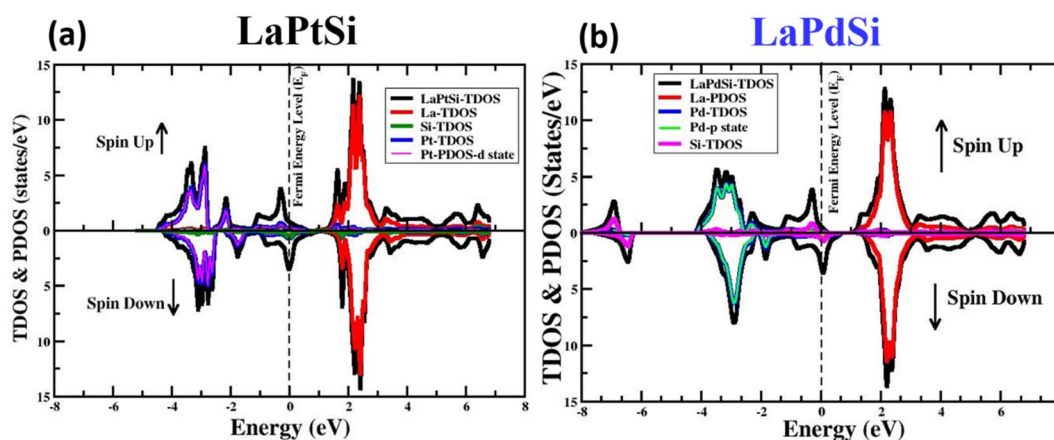 (a) LaPtSi
15
10
5
0
5
10
15
-8 -6 -4 -2 -0 2 4 6 8
TDOS & PDOS (states/eV)
Energy (eV)
Spin Up
Spin Down
Fermi Energy Level (E_F)
LaPtSi-TDOS
La-TDOS
Si-TDOS
Pt-TDOS
Pt-PDOS-d state
(b) LaPdSi
15
10
5
0
5
10
15
-8 -6 -4 -2 0 2 4 6
TDOS & PDOS (States/eV)
Energy (eV)
LaPdSi-TDOS
La-PDOS
Pd-TDOS
Pd-p state
Si-TDOS
Fermi Energy Level (E_F)
Spin Up
Spin Down